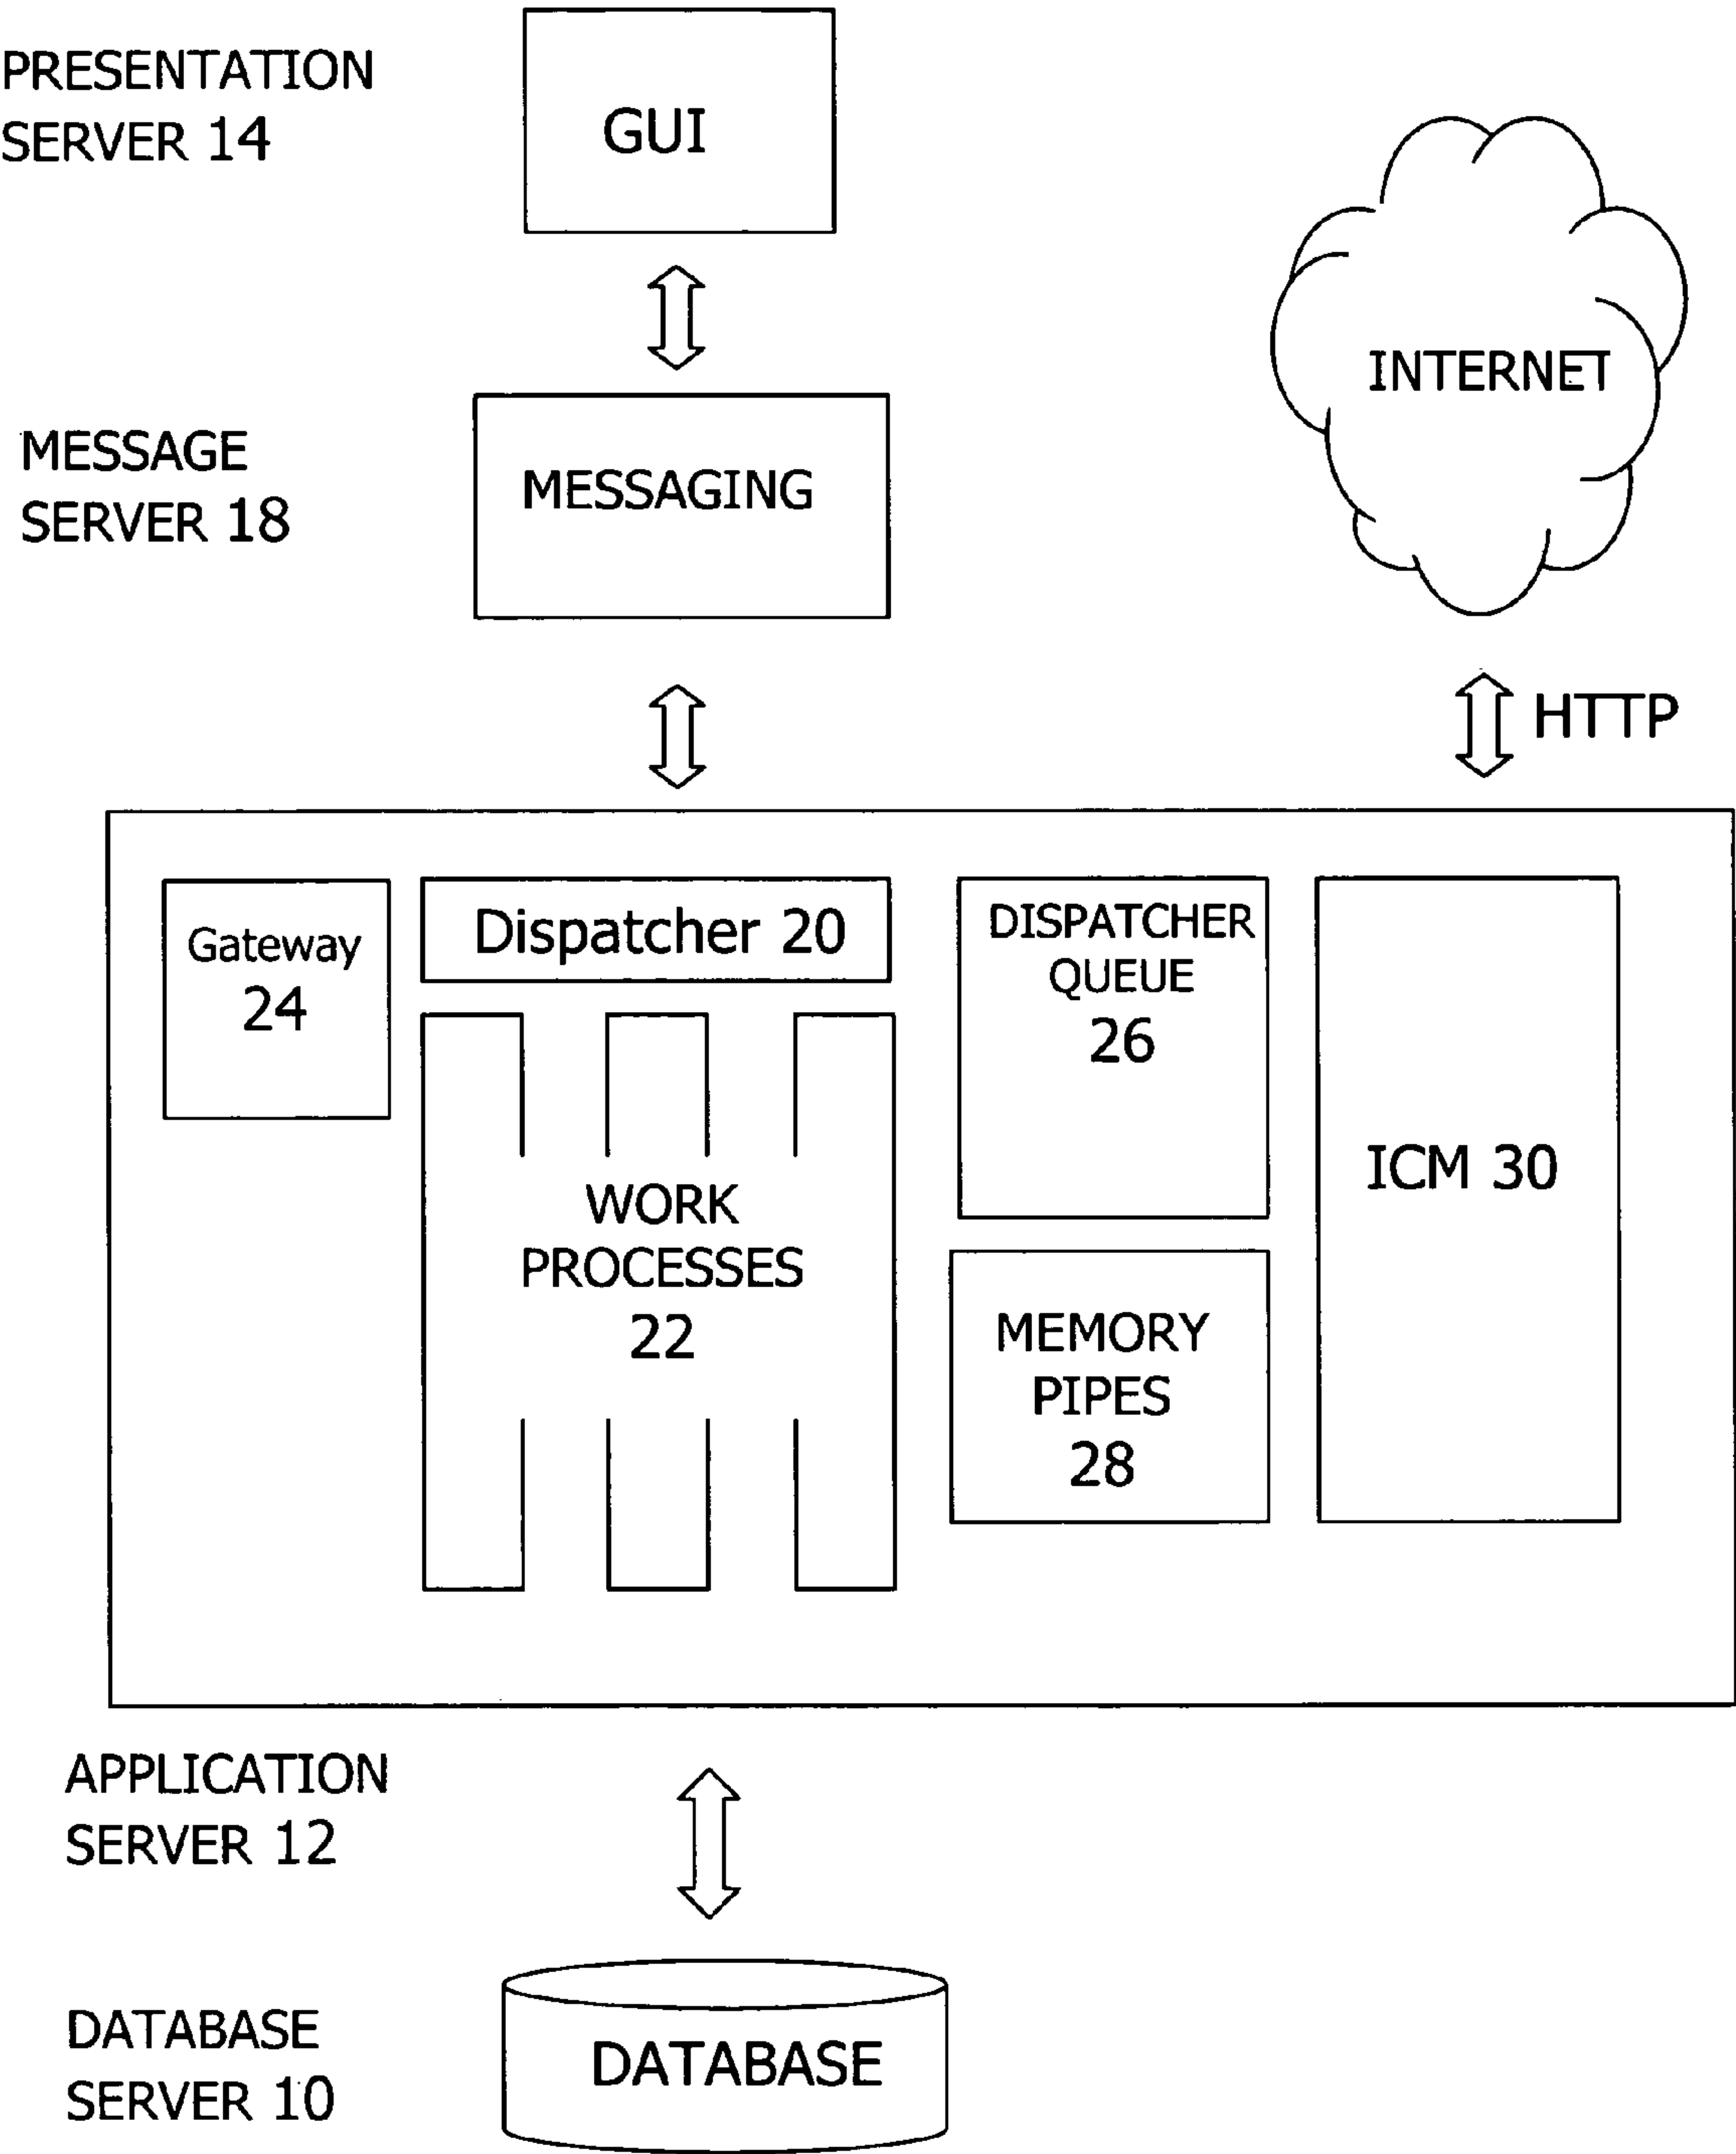 PRESENTATION
SERVER 14
GUI
INTERNET
MESSAGE
SERVER 18
MESSAGING
HTTP
Gateway
24
Dispatcher 20
DISPATCHER
QUEUE
26
ICM 30
WORK
PROCESSES
22
MEMORY
PIPES
28
APPLICATION
SERVER 12
DATABASE
SERVER 10
DATABASE